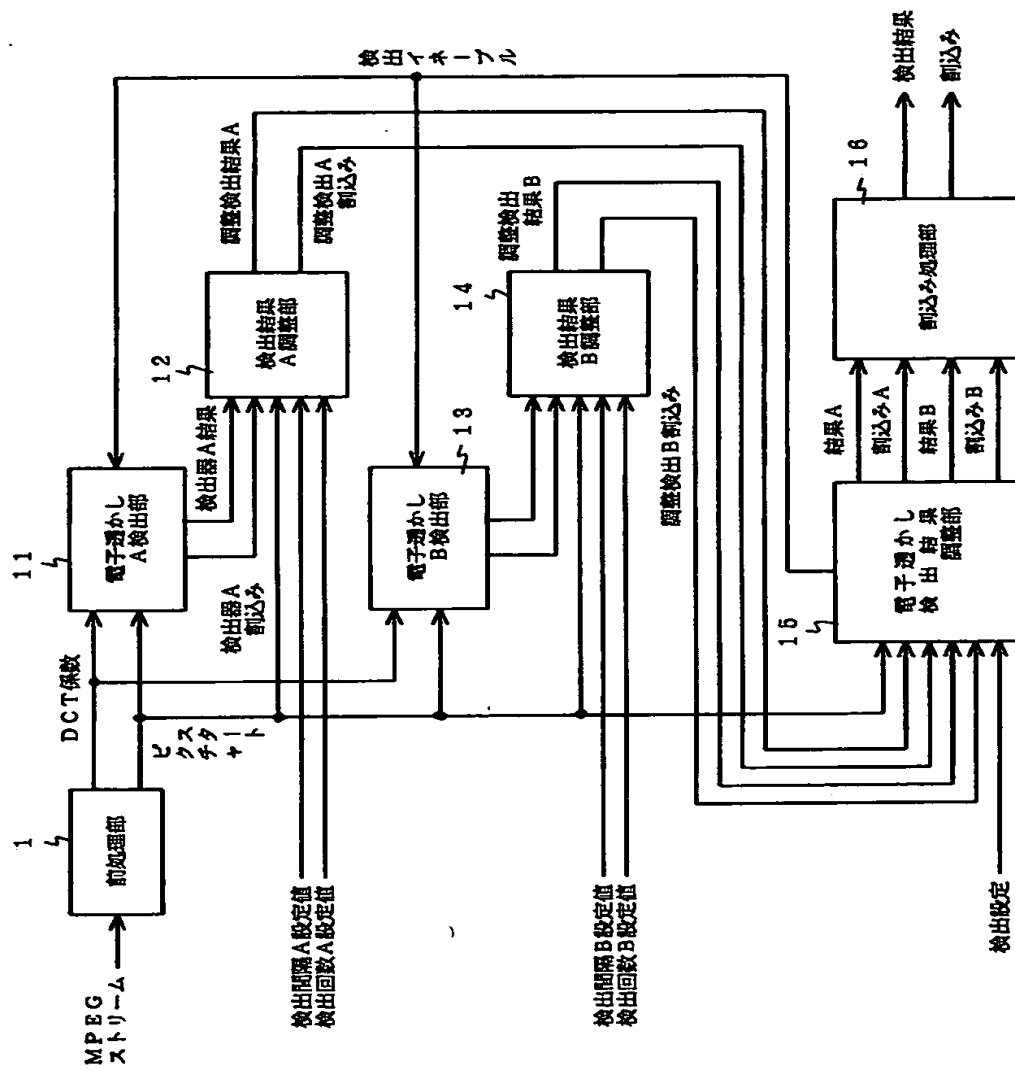 MPEG
ストリーム
1
前処理部
DCT係数
ピクチャ
スタート
11
電子透かし
A検出部
検出器A結果
検出器A
割込み
検出間隔A設定値
検出回数A設定値
12
検出結果
A調整部
調整検出結果A
調整検出A
割込み
検出イネーブル
13
電子透かし
B検出部
検出間隔B設定値
検出回数B設定値
14
検出結果
B調整部
調整検出
結果B
調整検出B割込み
検出設定
15
電子透かし
検出結果
調整部
結果A
割込みA
結果B
割込みB
16
割込み処理部
検出結果
割込み